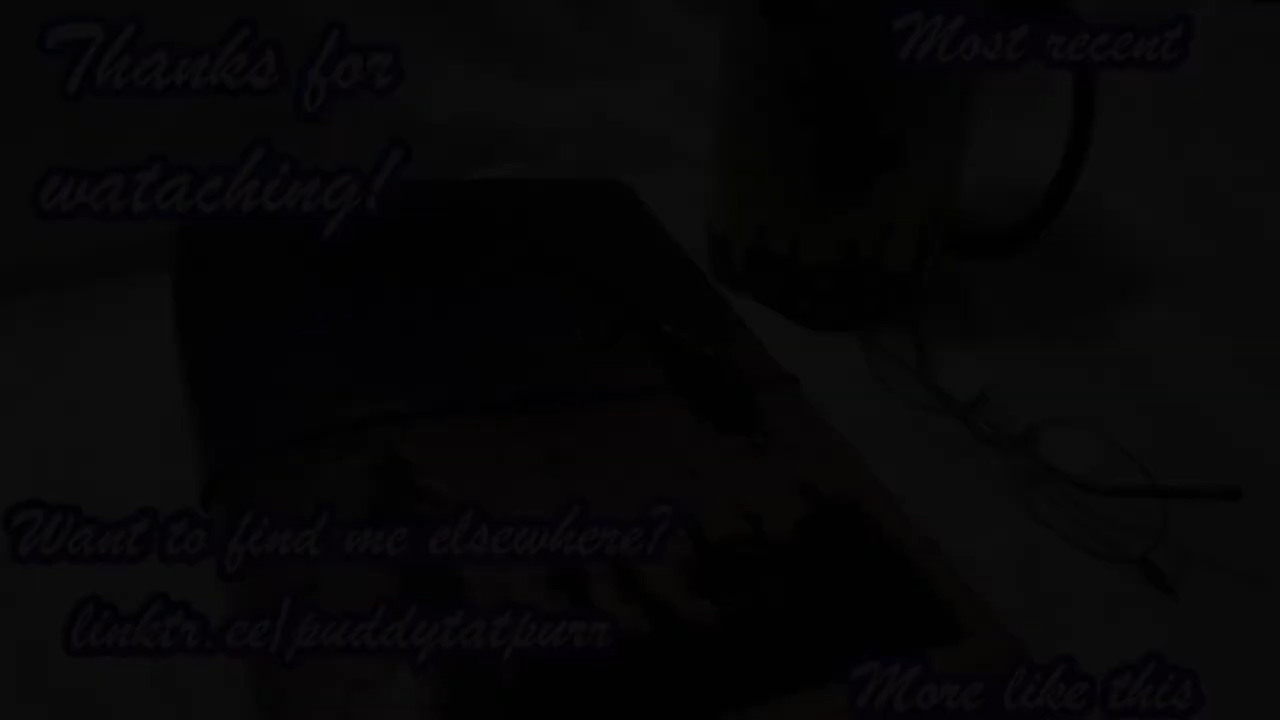 Thanks for
wataching!
Most recent
Want to find me elsewhere?
linktr.ee/puddytatpurr
More like this